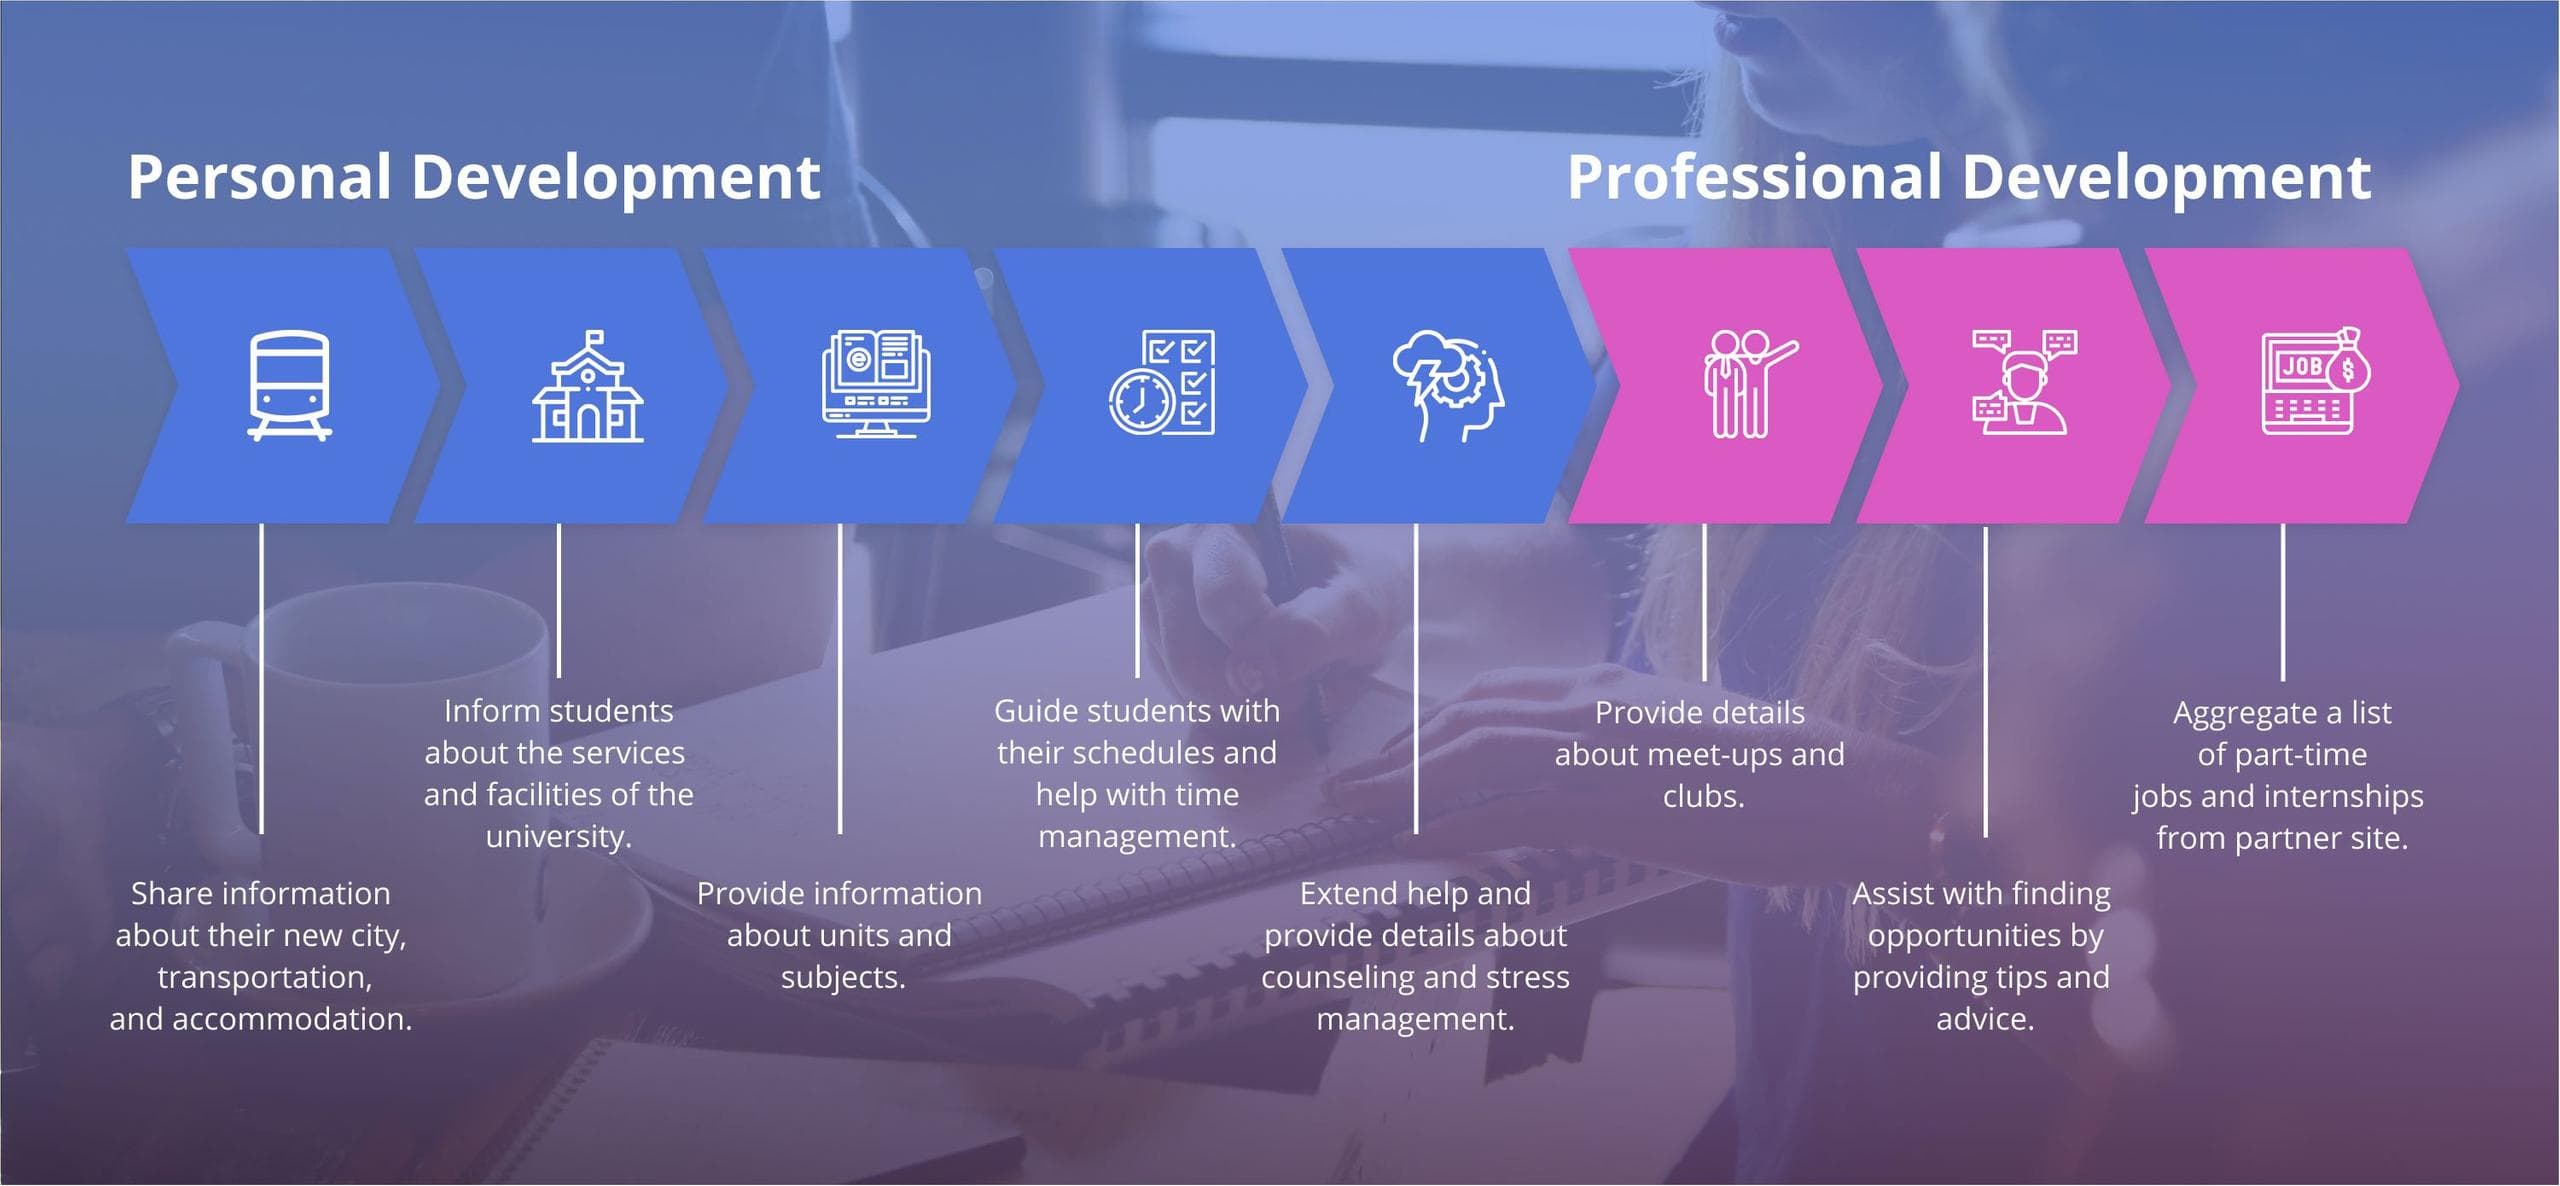 Personal Development
Professional Development
e
JOB
$
Inform students
about the services
and facilities of the
university.
Guide students with
their schedules and
help with time
management.
Provide details
about meet-ups and
clubs.
Aggregate a list
of part-time
jobs and internships
from partner site.
Share information
about their new city,
transportation,
and accommodation.
Provide information
about units and
subjects.
Extend help and
provide details about
counseling and stress
management.
Assist with finding
opportunities by
providing tips and
advice.